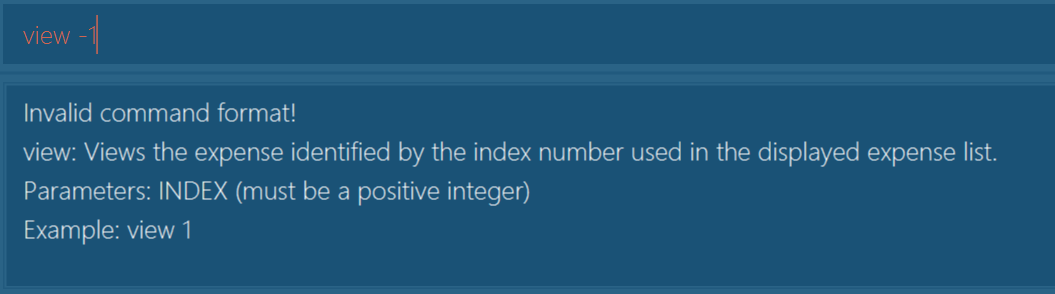 view -1
Invalid command format!
view: Views the expense identified by the index number used in the displayed expense list.
Parameters: INDEX (must be a positive integer)
Example: view 1